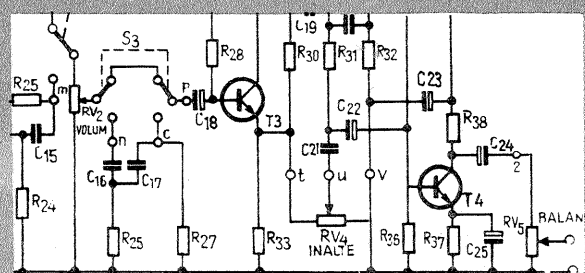 S3
C19
R28
R30
R31
R32
C23
R25
m
RV2
VOLUM
P
C18
T3
C22
R38
C24
C15
n
c
C21
2
C16
C17
t
u
v
T4
R24
RV5
BALAN
R25
R27
R33
RV4
INALTE
R36
R37
C25